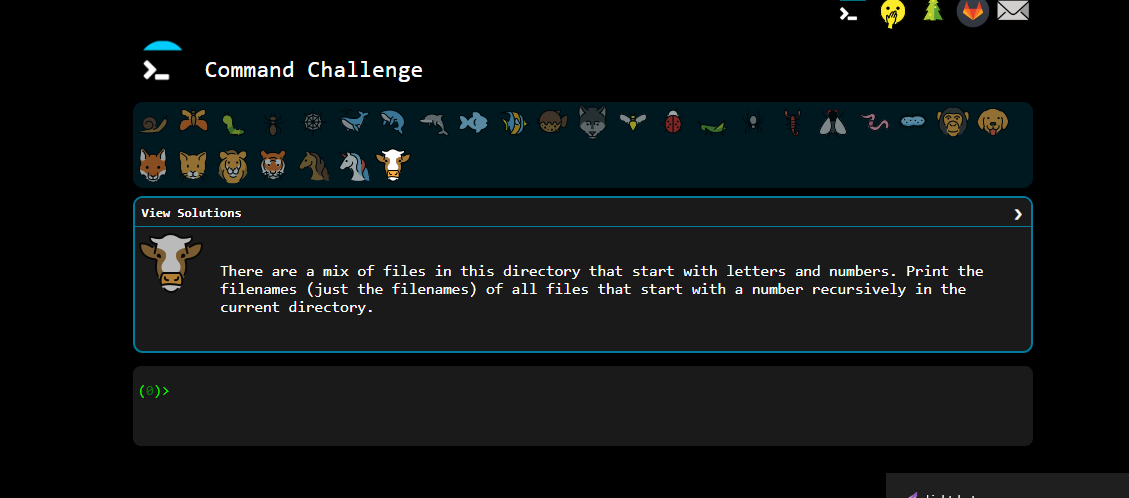 Command Challenge
View Solutions
There are a mix of files in this directory that start with letters and numbers. Print the
filenames (just the filenames) of all files that start with a number recursively in the
current directory.
(0)>